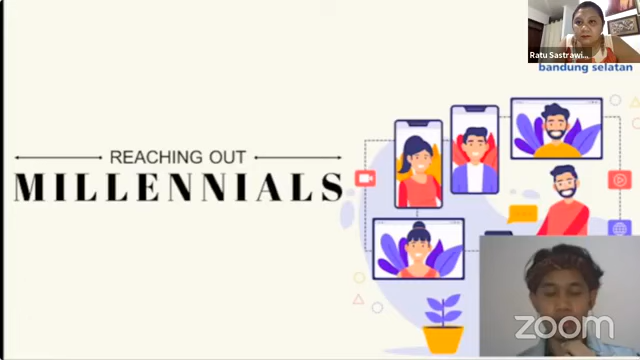 Ratu Sastrawi...
bandung selatan
REACHING OUT
MILLENNIALS
zoom